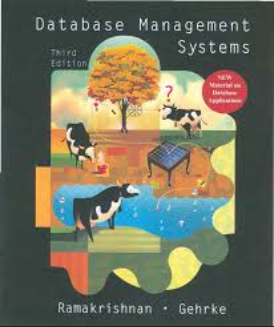 Database Management
Systems
Third
Edition
NEW
Material on
Database
Applications
?
?
Ramakrishnan · Gehrke